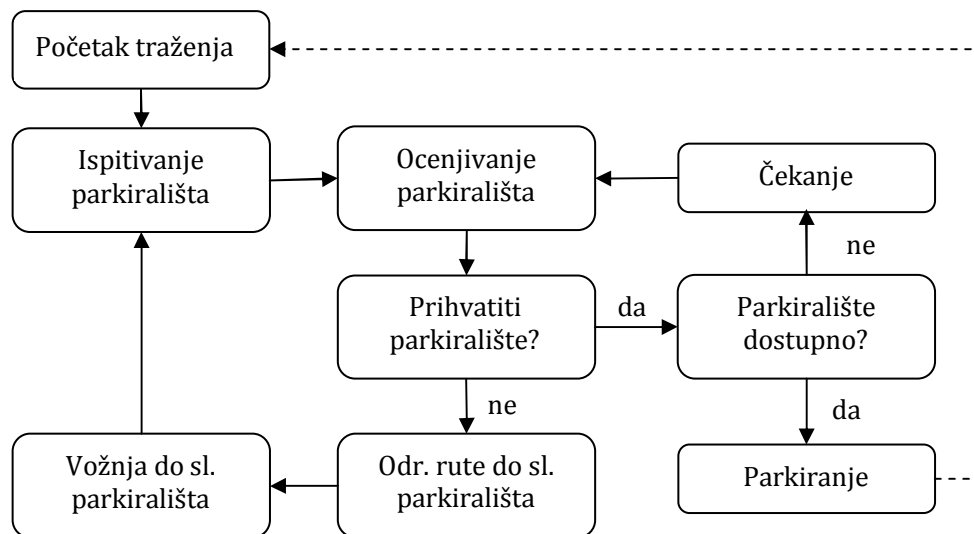 Početak traženja
Ispitivanje
parkirališta
Ocenjivanje
parkirališta
Čekanje
ne
Prihvatiti
parkiralište?
da
Parkiralište
dostupno?
ne
da
Vožnja do sl.
parkirališta
Odr. rute do sl.
parkirališta
Parkiranje